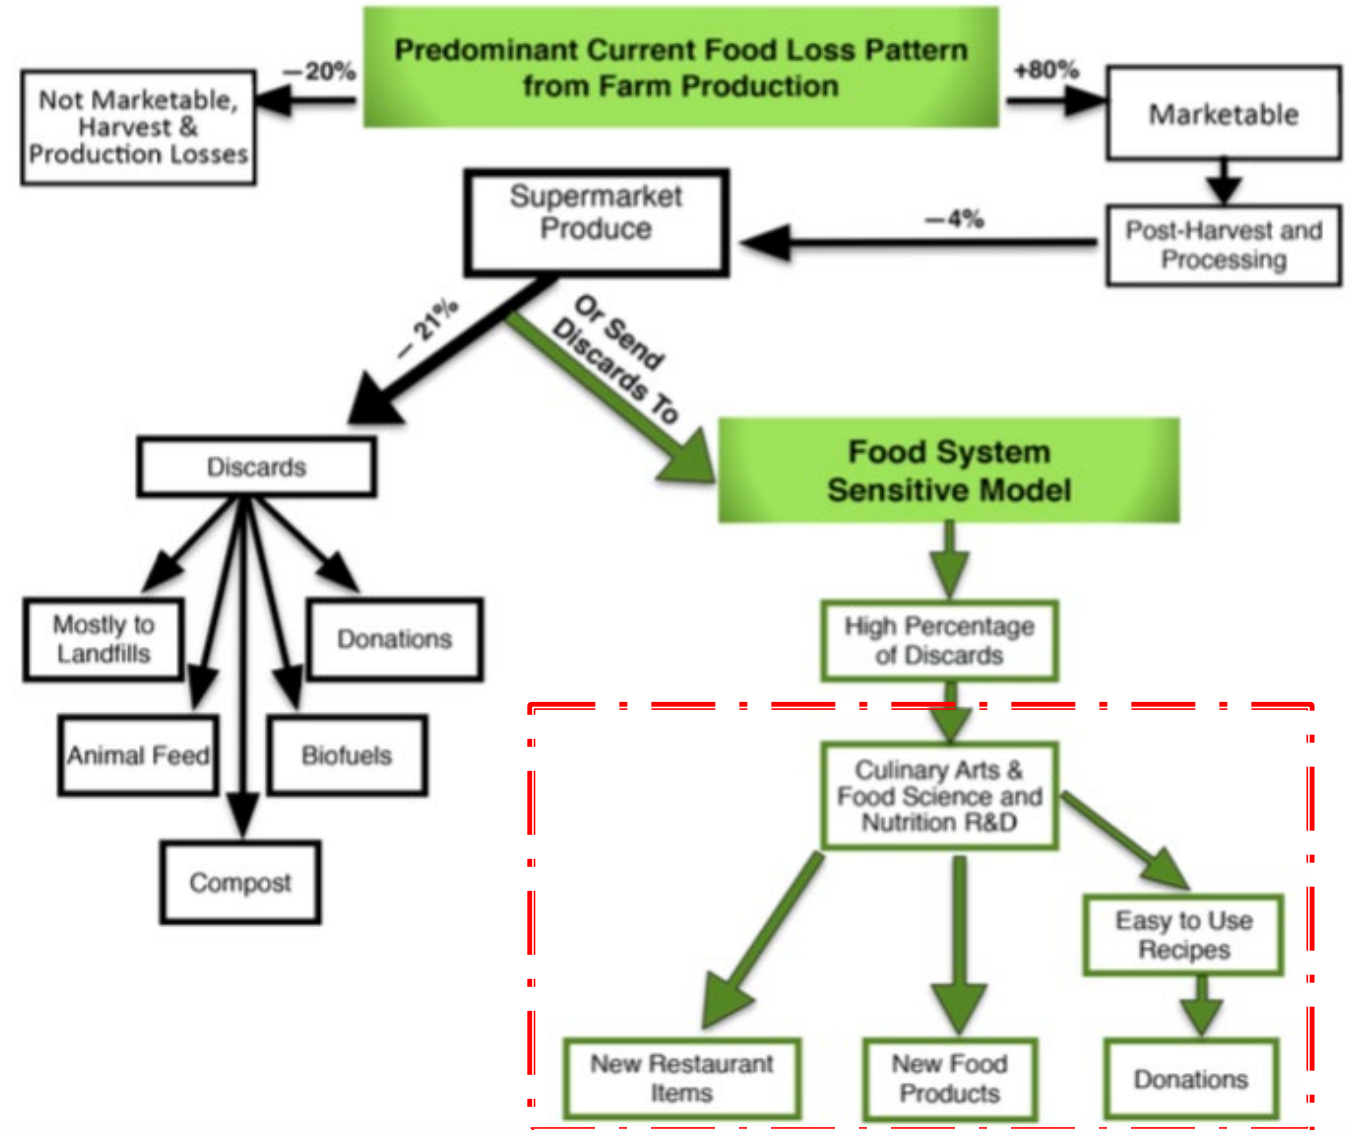 Predominant Current Food Loss Pattern
from Farm Production
—20%
+80%
Not Marketable,
Harvest &
Production Losses
Marketable
Supermarket
Produce
—4%
Post-Harvest and
Processing
— 21%
Or Send
Discards To
Discards
Food System
Sensitive Model
Mostly to
Landfills
Donations
High Percentage
of Discards
Animal Feed
Biofuels
Culinary Arts &
Food Science and
Nutrition R&D
Compost
Easy to Use
Recipes
New Restaurant
Items
New Food
Products
Donations